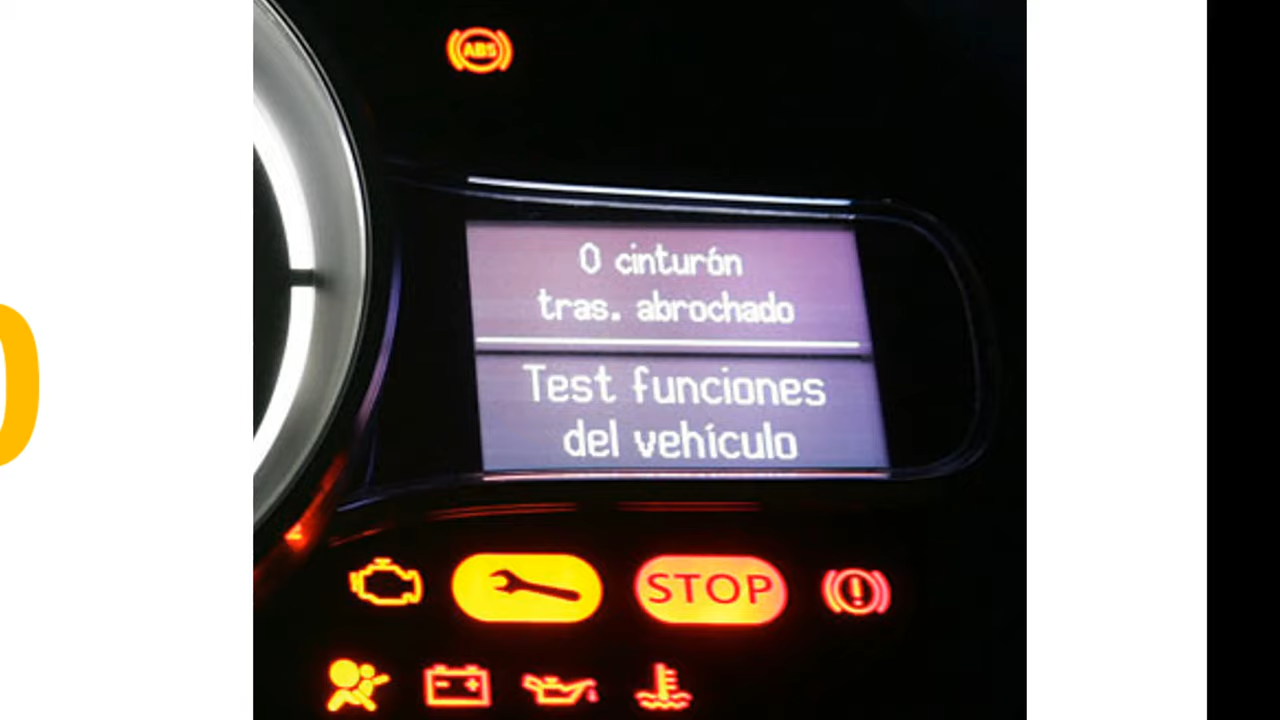 ABS
0 cinturón
tras. abrochado
Test funciones
del vehículo
STOP